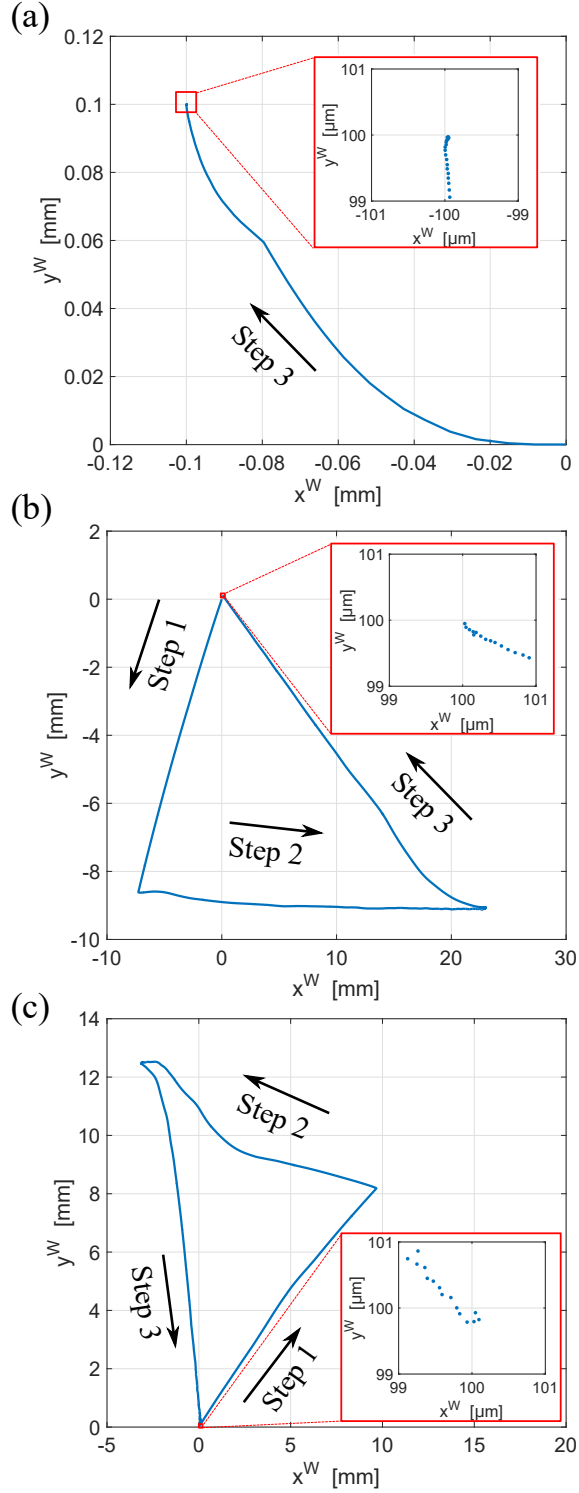 (a)
0.12
0.1
0.08
0.06
0.04
0.02
0
y^W [mm]
-0.12
-0.1
-0.08
-0.06
-0.04
-0.02
0
x^W [mm]
Step 3
101
100
99
y^W [µm]
-101
-100
-99
x^W [µm]
(b)
2
0
-2
-4
-6
-8
-10
y^W [mm]
-10
0
10
20
30
x^W [mm]
Step 1
Step 2
Step 3
101
100
99
y^W [µm]
99
100
101
x^W [µm]
(c)
14
12
10
8
6
4
2
0
y^W [mm]
-5
0
5
10
15
20
x^W [mm]
Step 2
Step 3
Step 1
101
100
99
y^W [µm]
99
100
101
x^W [µm]